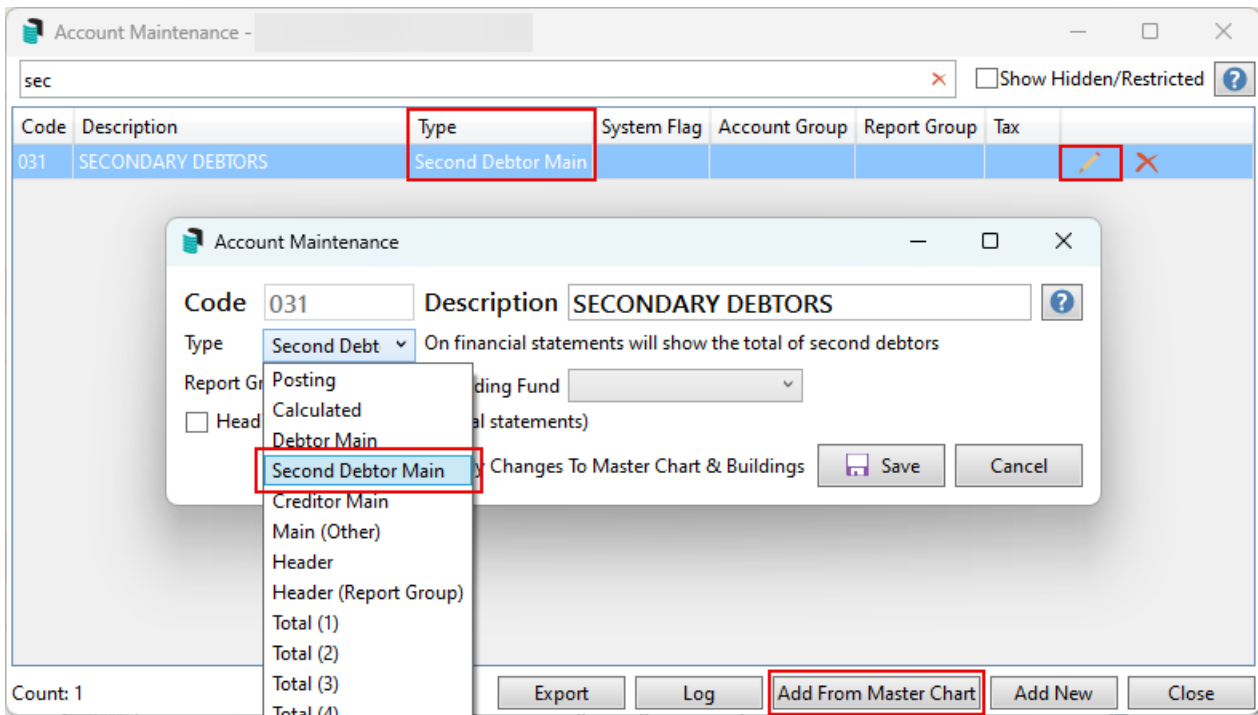 Account Maintenance -
sec
Show Hidden/Restricted
Code Description Type System Flag Account Group Report Group Tax
031 SECONDARY DEBTORS Second Debtor Main
Account Maintenance
Code 031 Description SECONDARY DEBTORS
Type Second Debt On financial statements will show the total of second debtors
Report Gr ding Fund
Head al statements)
y Changes To Master Chart & Buildings Save Cancel
Posting
Calculated
Debtor Main
Second Debtor Main
Creditor Main
Main (Other)
Header
Header (Report Group)
Total (1)
Total (2)
Total (3)
Total (4)
Count: 1 Export Log Add From Master Chart Add New Close